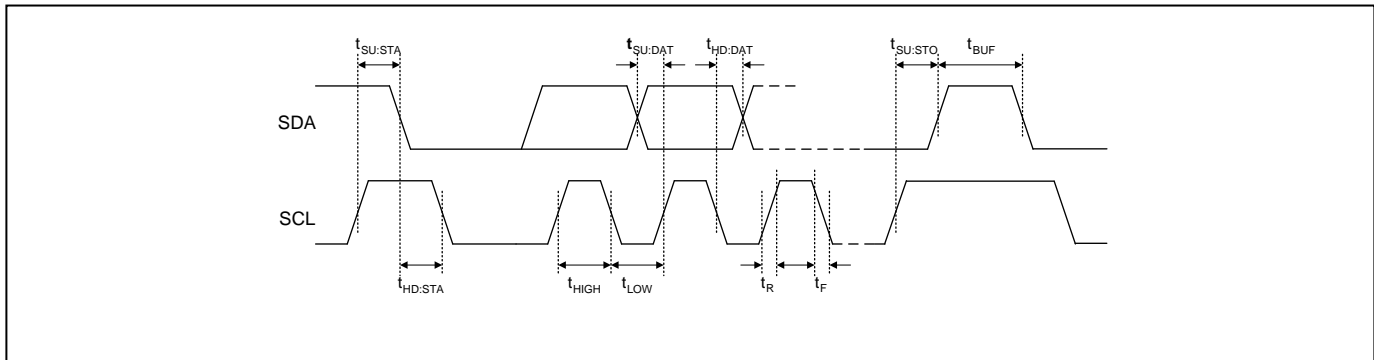 tSU:STA tSU:DAT tHD:DAT tSU:STO tBUF
SDA
SCL
tHD:STA tHIGH tLOW tR tF